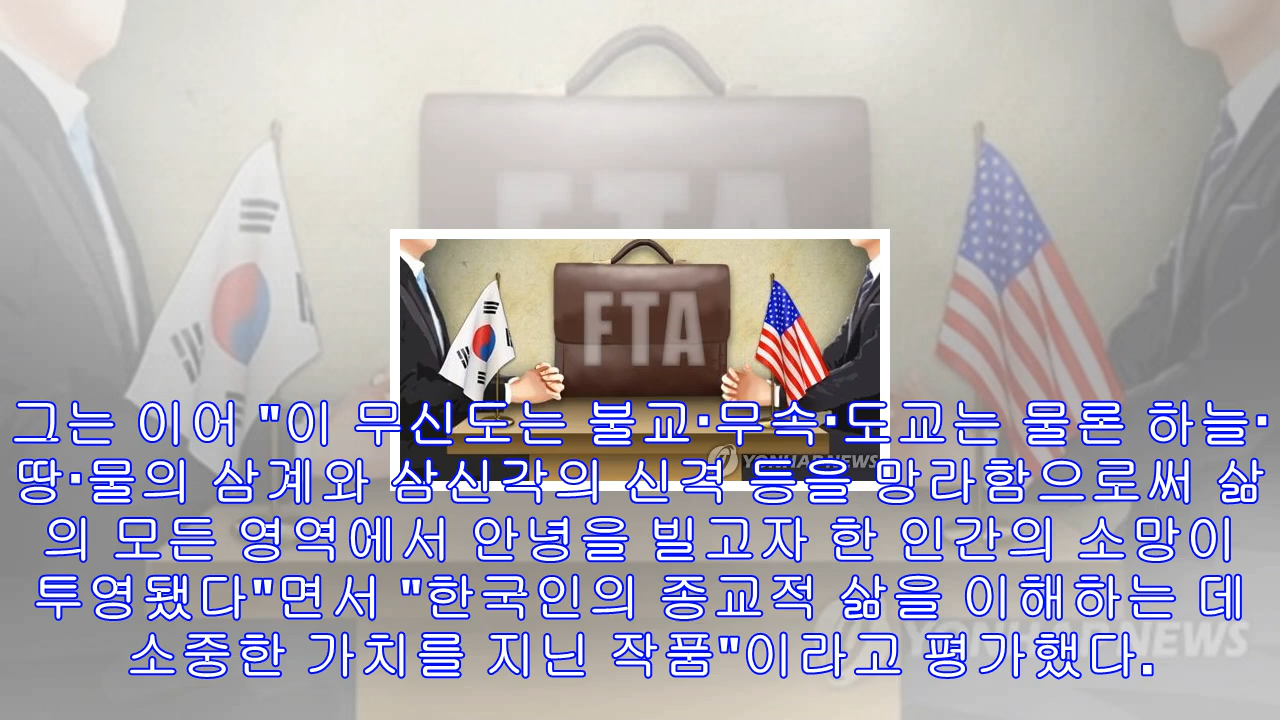 FTA
FTA
YONHAPNEWS
그는 이어 "이 무신도는 불교·무속·도교는 물론 하늘·
땅·물의 삼계와 삼신각의 신격 등을 망라함으로써 삶
의 모든 영역에서 안녕을 빌고자 한 인간의 소망이
투영됐다"면서 "한국인의 종교적 삶을 이해하는 데
소중한 가치를 지닌 작품"이라고 평가했다.
YONHAPNEWS